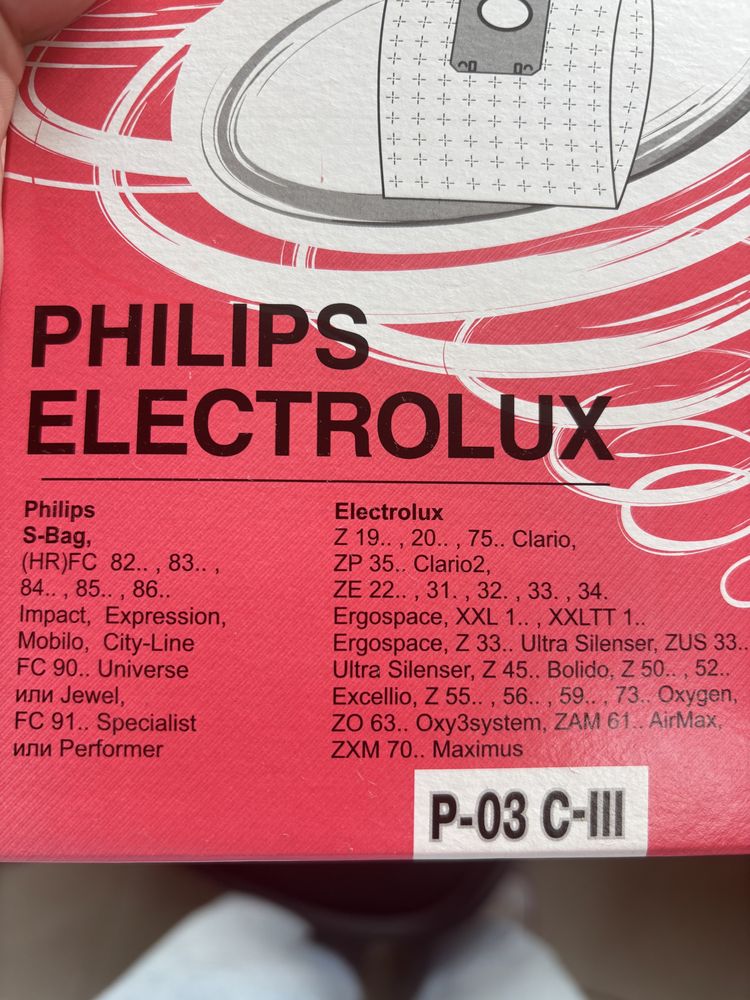 PHILIPS
ELECTROLUX
Philips
S-Bag,
(HR)FC 82.. , 83.. ,
84.. , 85.. , 86..
Impact, Expression,
Mobilo, City-Line
FC 90.. Universe
или Jewel,
FC 91.. Specialist
или Performer
Electrolux
Z 19.. , 20.. , 75.. Clario,
ZP 35.. Clario2,
ZE 22.. , 31. , 32. , 33. , 34.
Ergospace, XXL 1.. , XXLTT 1..
Ergospace, Z 33.. Ultra Silenser, ZUS 33..
Ultra Silenser, Z 45.. Bolido, Z 50.. , 52..
Excellio, Z 55.. , 56.. , 59.. , 73.. Oxygen,
ZO 63.. Oxy3system, ZAM 61.. AirMax,
ZXM 70.. Maximus
P-03 C-III